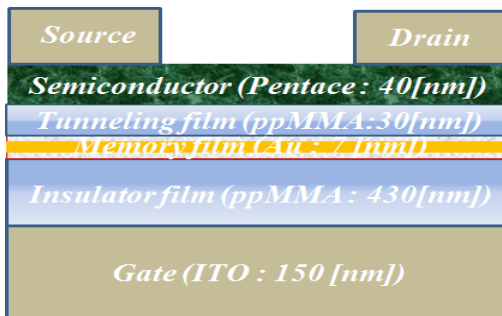 Source
Drain
Semiconductor (Pentace : 40[nm])
Tunneling film (ppMMA:30[nm])
Memory film (Au : 7 [nm])
Insulator film (ppMMA : 430[nm])
Gate (ITO : 150 [nm])